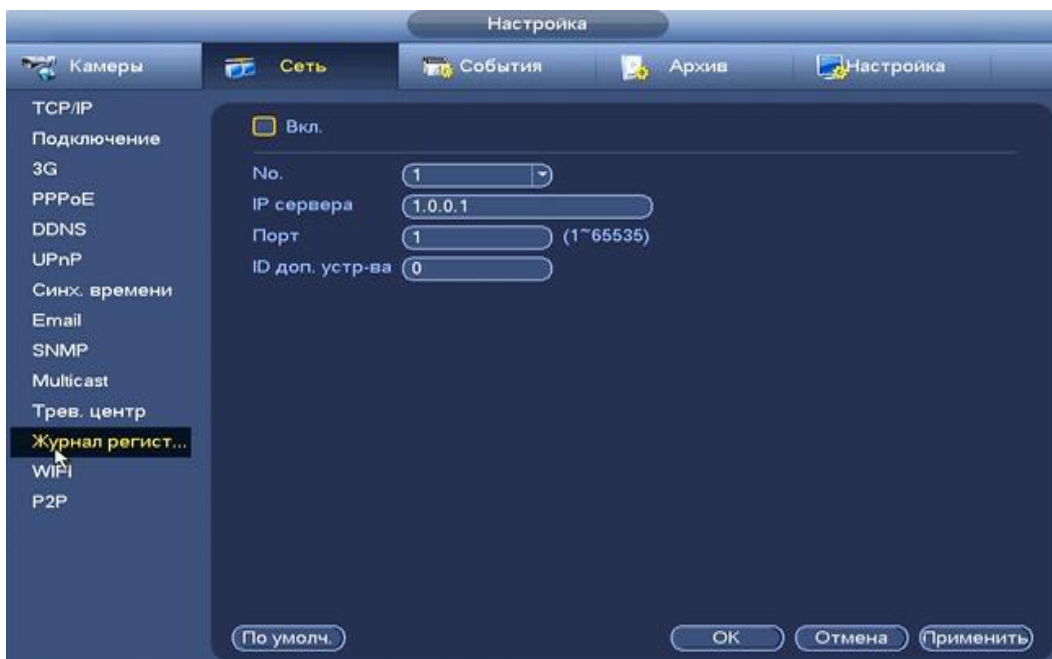 Настройка
Камеры Сеть События Архив Настройка
TCP/IP
Подключение
3G
PPPoE
DDNS
UPnP
Синх. времени
Email
SNMP
Multicast
Трев. центр
Журнал регист...
WIFI
P2P
Вкл.
No. 1
IP сервера 1.0.0.1
Порт 1 (1~65535)
ID доп. устр-ва 0
По умолч. OK Отмена Применить